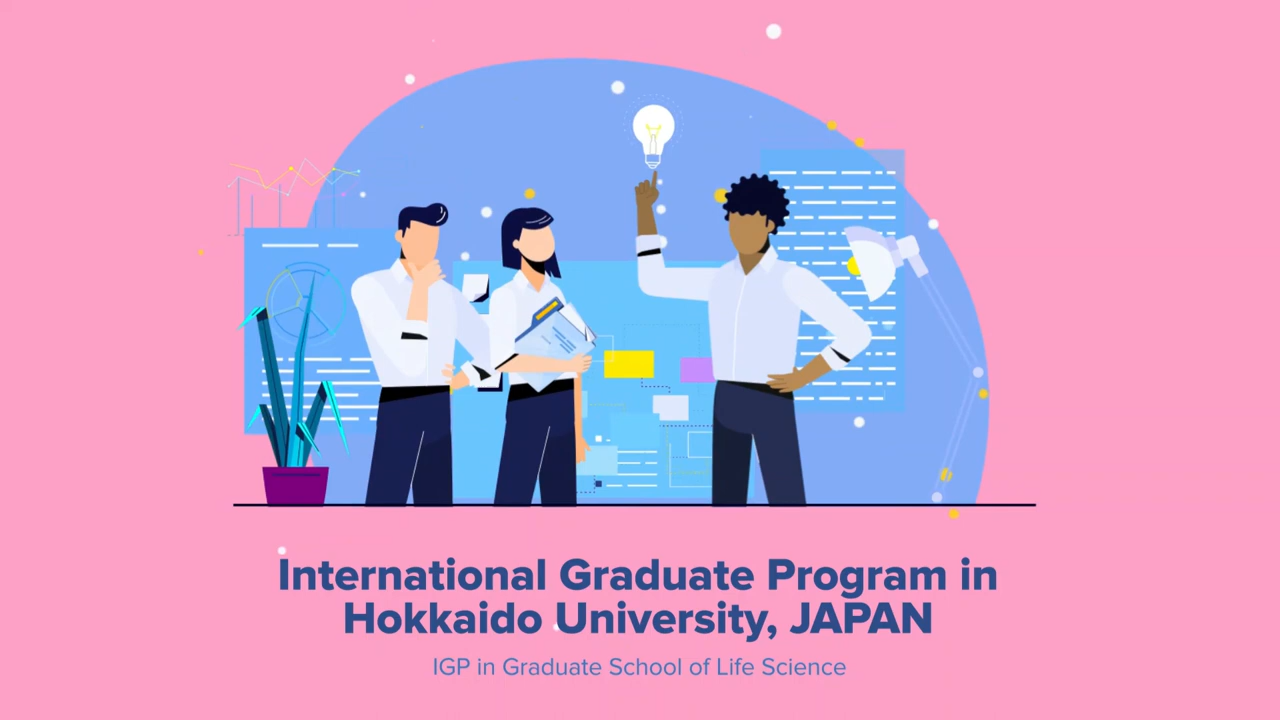 International Graduate Program in
Hokkaido University, JAPAN
IGP in Graduate School of Life Science